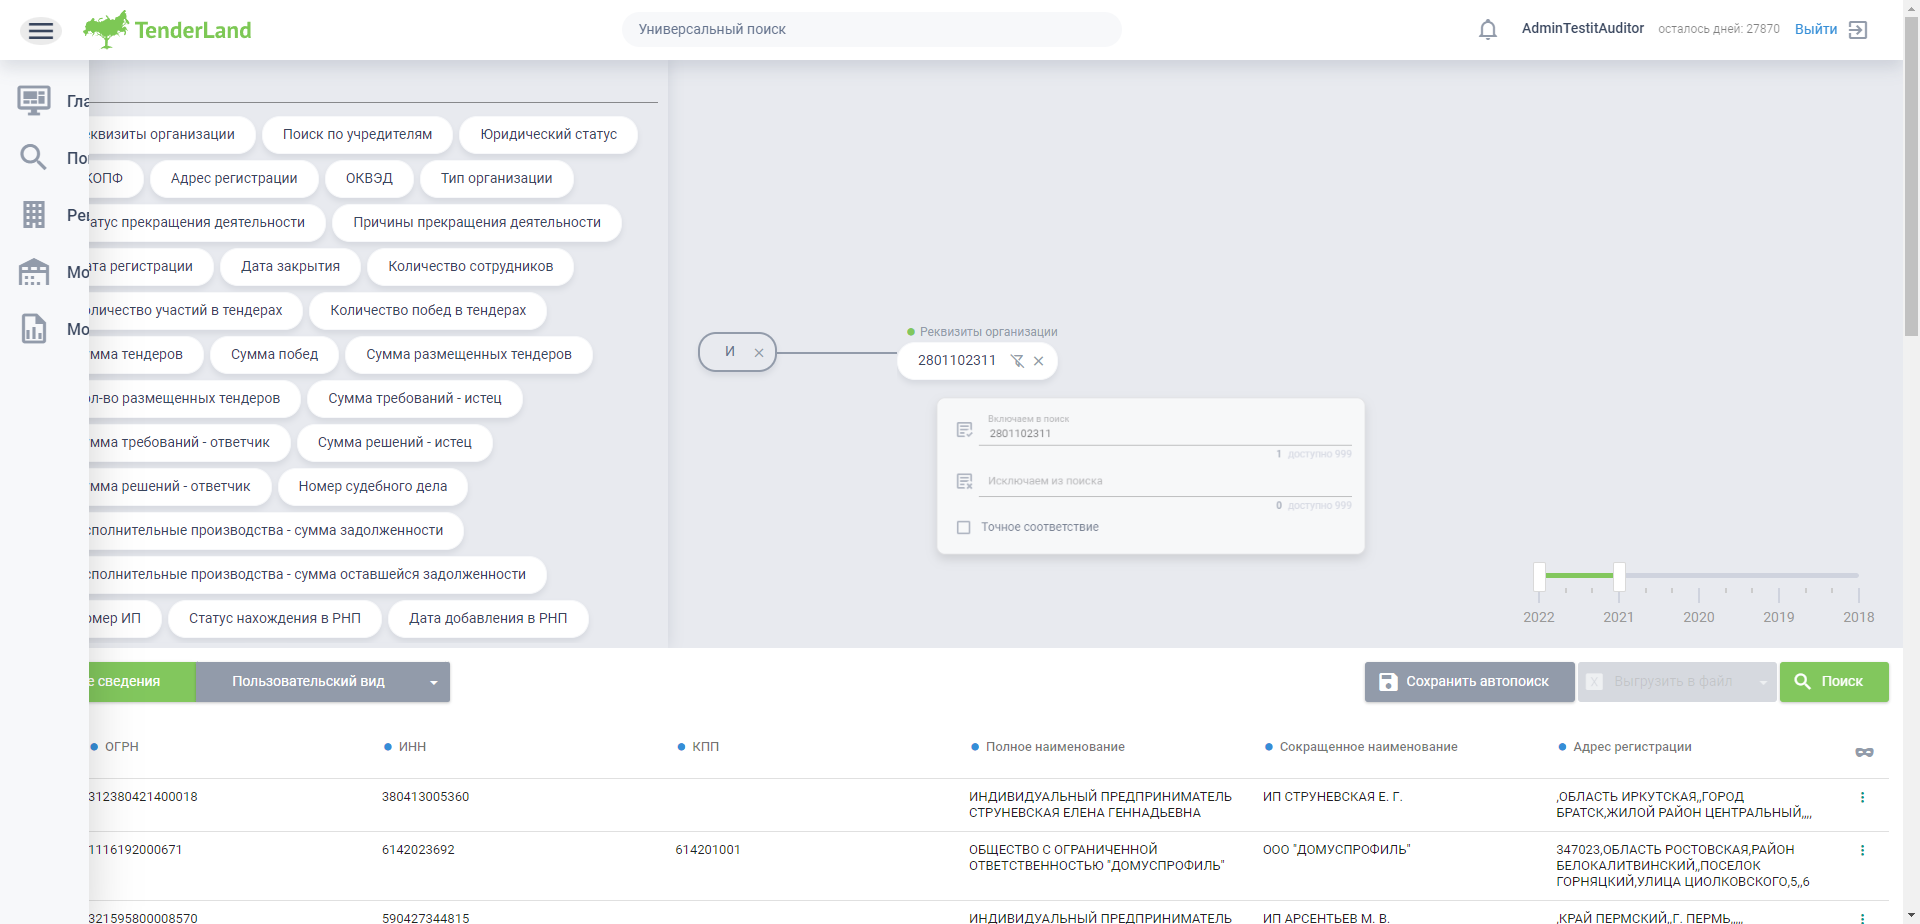 TenderLand
Универсальный поиск
AdminTestitAuditor
осталось дней: 27870
Выйти
Гла
По
Ре
Мо
Мо
еквизиты организации
Поиск по учредителям
Юридический статус
КОПФ
Адрес регистрации
ОКВЭД
Тип организации
атус прекращения деятельности
Причины прекращения деятельности
ата регистрации
Дата закрытия
Количество сотрудников
оличество участий в тендерах
Количество побед в тендерах
умма тендеров
Сумма побед
Сумма размещенных тендеров
ол-во размещенных тендеров
Сумма требований - истец
умма требований - ответчик
Сумма решений - истец
умма решений - ответчик
Номер судебного дела
сполнительные производства - сумма задолженности
сполнительные производства - сумма оставшейся задолженности
омер ИП
Статус нахождения в РНП
Дата добавления в РНП
И
Реквизиты организации
2801102311
Включаем в поиск
2801102311
1 доступно 999
Исключаем из поиска
0 доступно 999
Точное соответствие
2022 2021 2020 2019 2018
е сведения
Пользовательский вид
Сохранить автопоиск
Выгрузить в файл
Поиск
ОГРН ИНН КПП Полное наименование Сокращенное наименование Адрес регистрации
312380421400018
380413005360
ИНДИВИДУАЛЬНЫЙ ПРЕДПРИНИМАТЕЛЬ
СТРУНЕВСКАЯ ЕЛЕНА ГЕННАДЬЕВНА
ИП СТРУНЕВСКАЯ Е. Г.
,ОБЛАСТЬ ИРКУТСКАЯ,,ГОРОД
БРАТСК,ЖИЛОЙ РАЙОН ЦЕНТРАЛЬНЫЙ,,,,
1116192000671
6142023692
614201001
ОБЩЕСТВО С ОГРАНИЧЕННОЙ
ОТВЕТСТВЕННОСТЬЮ "ДОМУСПРОФИЛЬ"
ООО "ДОМУСПРОФИЛЬ"
347023,ОБЛАСТЬ РОСТОВСКАЯ,РАЙОН
БЕЛОКАЛИТВИНСКИЙ,,ПОСЕЛОК
ГОРНЯЦКИЙ,УЛИЦА ЦИОЛКОВСКОГО,5,,6
321595800008570
590427344815
ИНДИВИДУАЛЬНЫЙ ПРЕДПРИНИМАТЕЛЬ
ИП АРСЕНТЬЕВ М. В.
,КРАЙ ПЕРМСКИЙ,,Г. ПЕРМЬ,,,,,